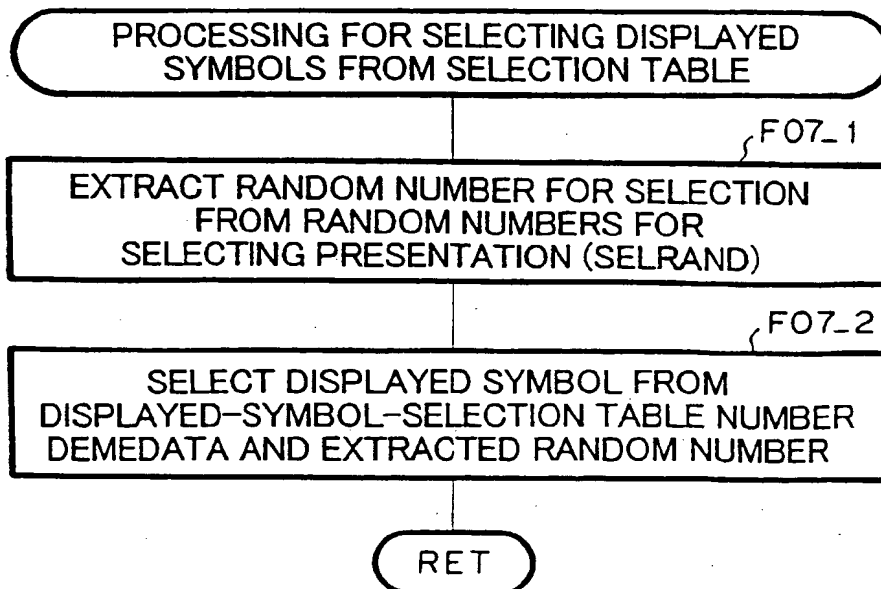 PROCESSING FOR SELECTING DISPLAYED
SYMBOLS FROM SELECTION TABLE
F07_1
EXTRACT RANDOM NUMBER FOR SELECTION
FROM RANDOM NUMBERS FOR
SELECTING PRESENTATION (SELRAND)
F07_2
SELECT DISPLAYED SYMBOL FROM
DISPLAYED-SYMBOL-SELECTION TABLE NUMBER
DEMEDATA AND EXTRACTED RANDOM NUMBER
RET